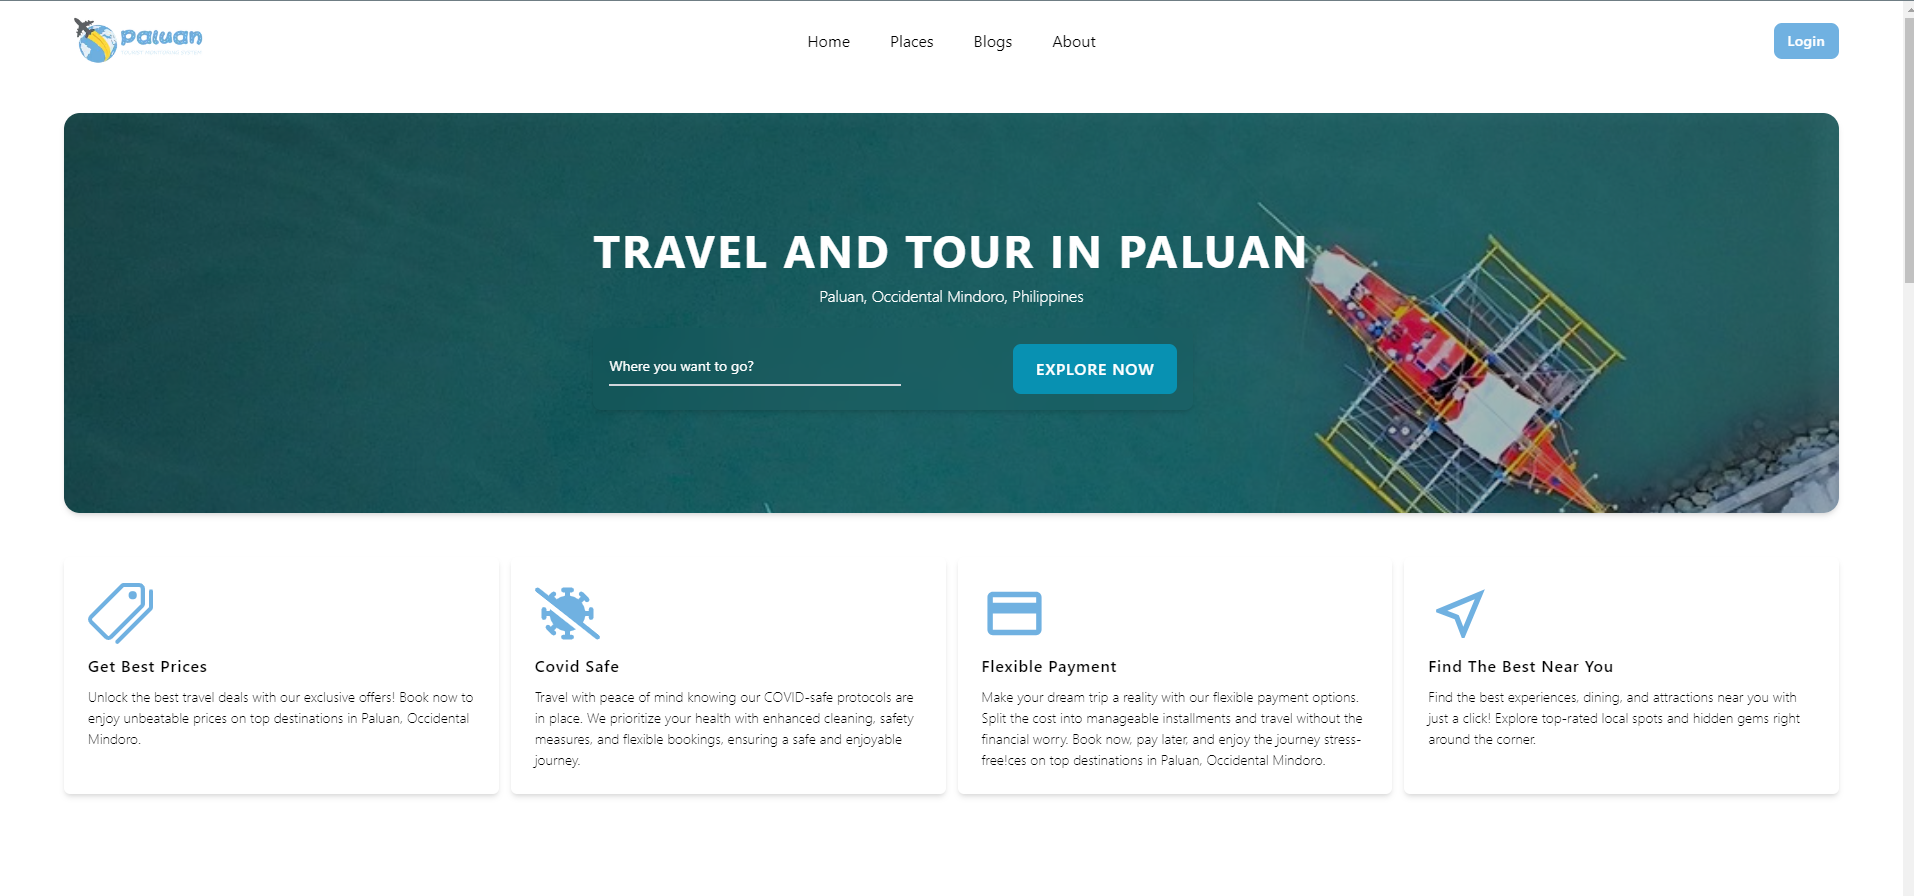 paluan
Home Places Blogs About
Login
TRAVEL AND TOUR IN PALUAN
Paluan, Occidental Mindoro, Philippines
Where you want to go?
EXPLORE NOW
Get Best Prices
Unlock the best travel deals with our exclusive offers! Book now to
enjoy unbeatable prices on top destinations in Paluan, Occidental
Mindoro.
Covid Safe
Travel with peace of mind knowing our COVID-safe protocols are
in place. We prioritize your health with enhanced cleaning, safety
measures, and flexible bookings, ensuring a safe and enjoyable
journey.
Flexible Payment
Make your dream trip a reality with our flexible payment options.
Split the cost into manageable installments and travel without the
financial worry. Book now, pay later, and enjoy the journey stress-
free!ces on top destinations in Paluan, Occidental Mindoro.
Find The Best Near You
Find the best experiences, dining, and attractions near you with
just a click! Explore top-rated local spots and hidden gems right
around the corner.